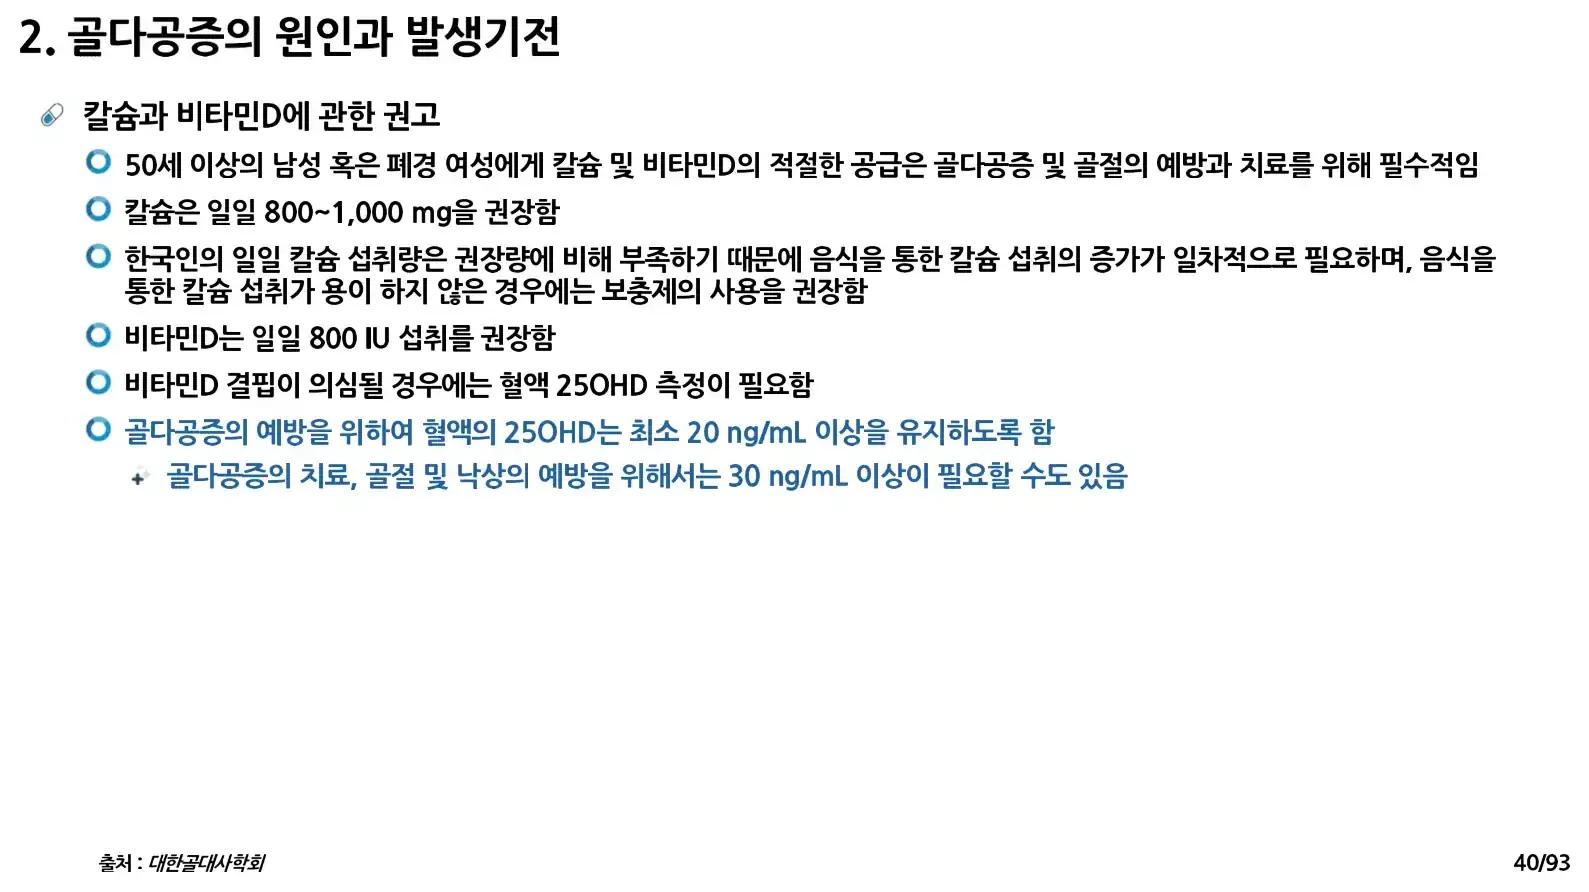 2. 골다공증의 원인과 발생기전
칼슘과 비타민D에 관한 권고
50세 이상의 남성 혹은 폐경 여성에게 칼슘 및 비타민D의 적절한 공급은 골다공증 및 골절의 예방과 치료를 위해 필수적임
칼슘은 일일 800~1,000 mg을 권장함
한국인의 일일 칼슘 섭취량은 권장량에 비해 부족하기 때문에 음식을 통한 칼슘 섭취의 증가가 일차적으로 필요하며, 음식을
통한 칼슘 섭취가 용이 하지 않은 경우에는 보충제의 사용을 권장함
비타민D는 일일 800 IU 섭취를 권장함
비타민D 결핍이 의심될 경우에는 혈액 25OHD 측정이 필요함
골다공증의 예방을 위하여 혈액의 25OHD는 최소 20 ng/mL 이상을 유지하도록 함
골다공증의 치료, 골절 및 낙상의 예방을 위해서는 30 ng/mL 이상이 필요할 수도 있음
출처 : 대한골대사학회
40/93